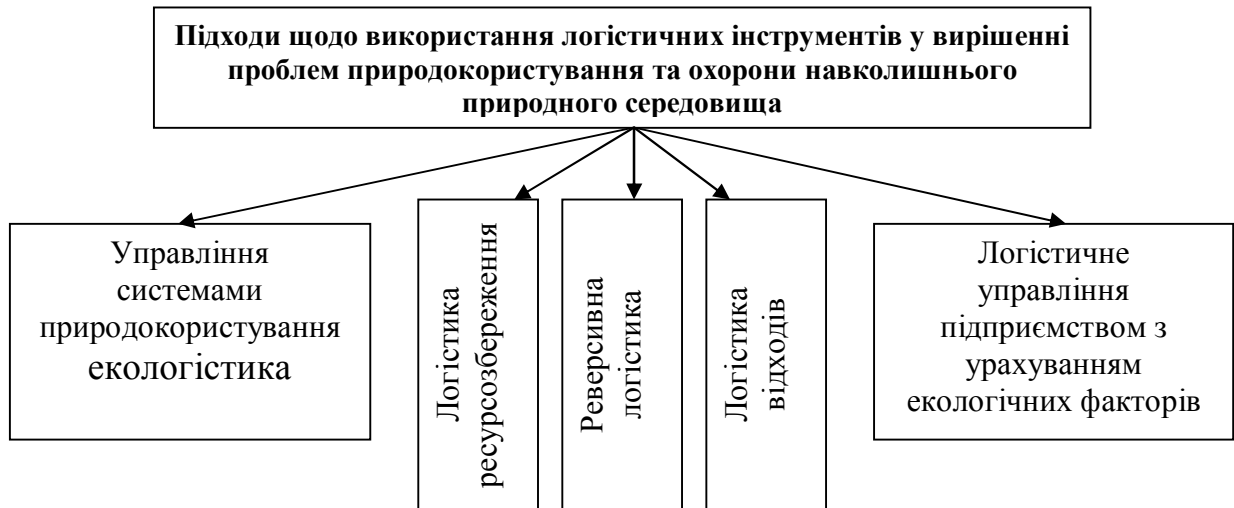 Підходи щодо використання логістичних інструментів у вирішенні
проблем природокористування та охорони навколишнього
природного середовища
Управління
системами
природокористування
екологістика
Логістика
ресурсозбереження
Реверсивна
логістика
Логістика
відходів
Логістичне
управління
підприємством з
урахуванням
екологічних факторів